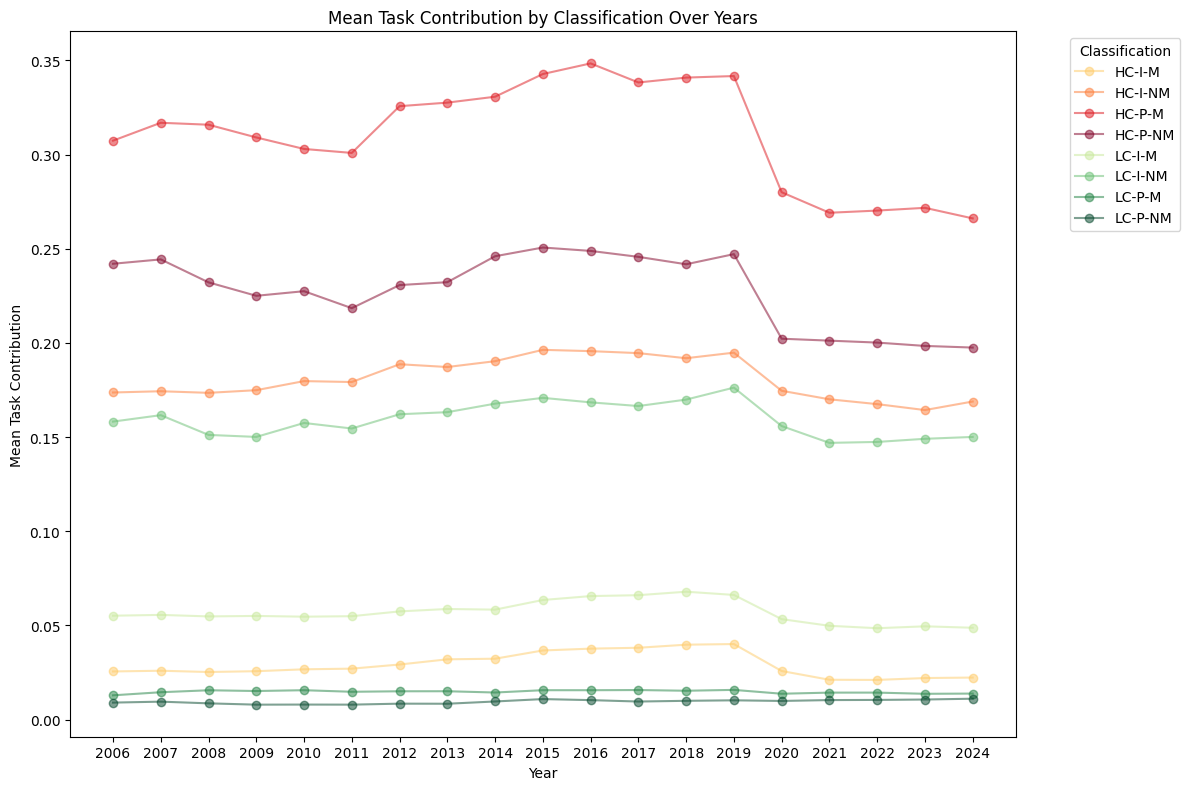 Mean Task Contribution by Classification Over Years
Classification
HC-I-M
HC-I-NM
HC-P-M
HC-P-NM
LC-I-M
LC-I-NM
LC-P-M
LC-P-NM
Mean Task Contribution
0.35
0.30
0.25
0.20
0.15
0.10
0.05
0.00
2006 2007 2008 2009 2010 2011 2012 2013 2014 2015 2016 2017 2018 2019 2020 2021 2022 2023 2024
Year